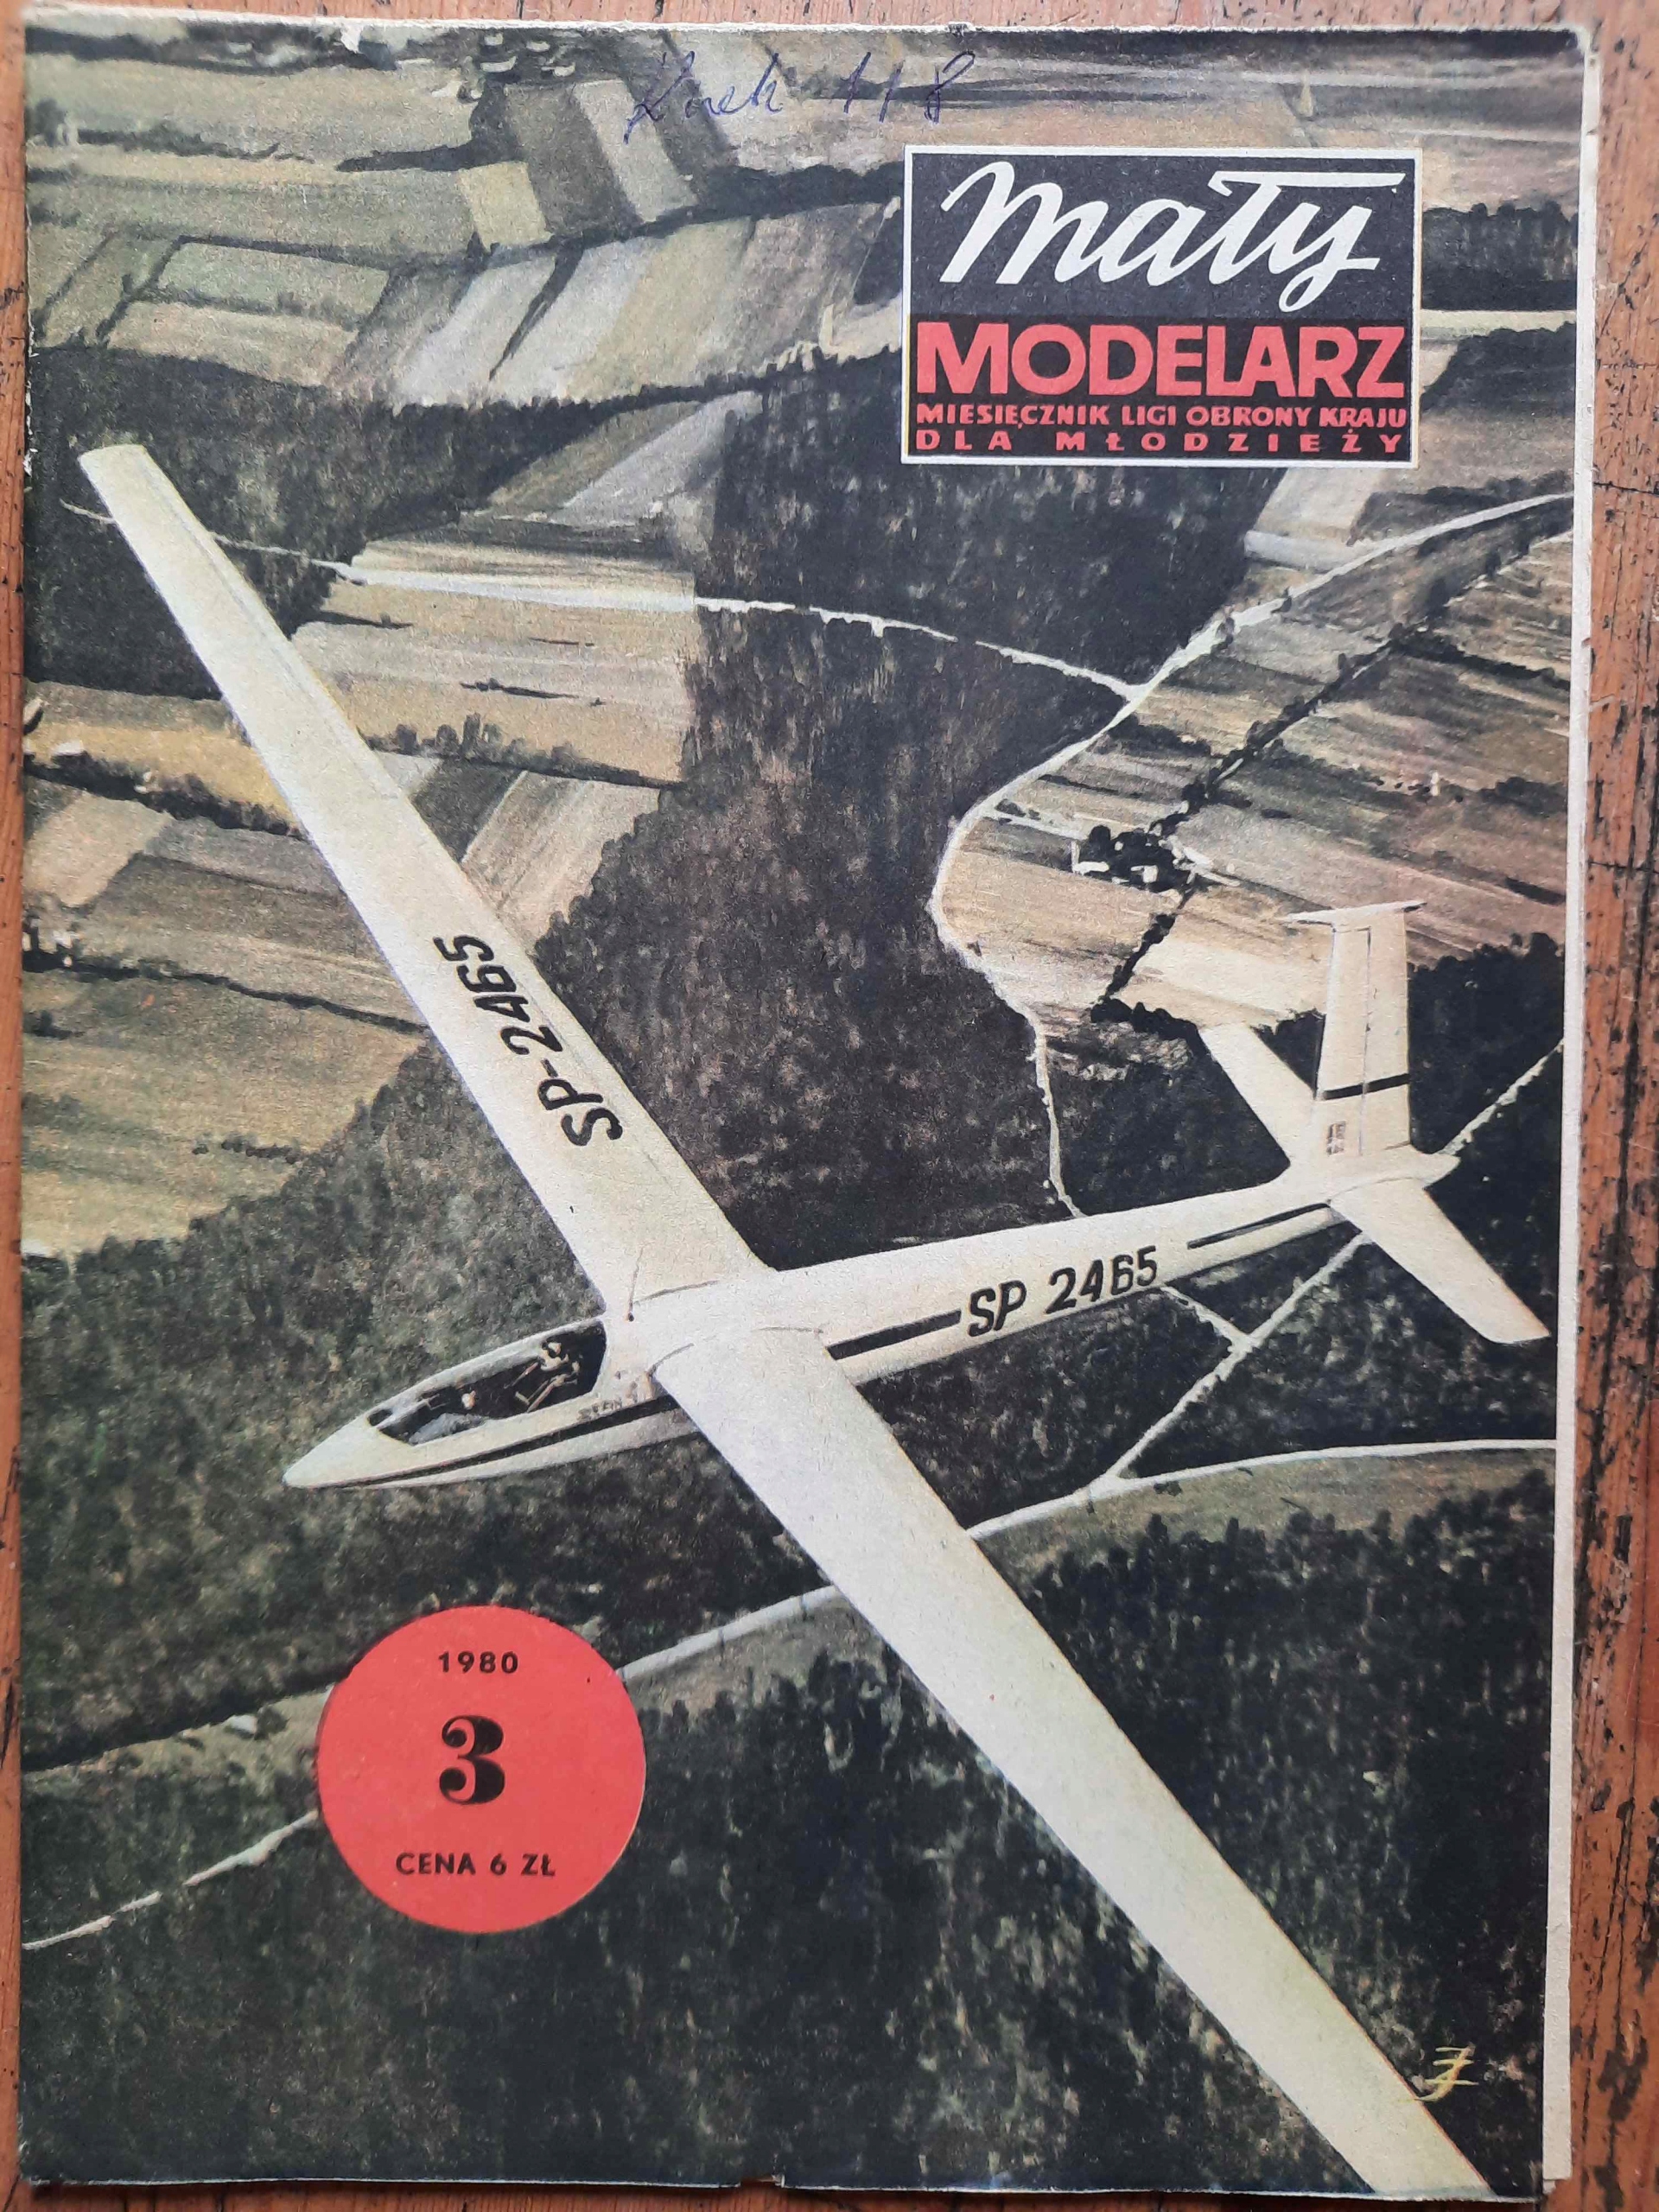 Mały
MODELARZ
MIESIĘCZNIK LIGI OBRONY KRAJU
DLA MŁODZIEŻY
SP-2465
SP 2465
1980
3
CENA 6 ZŁ